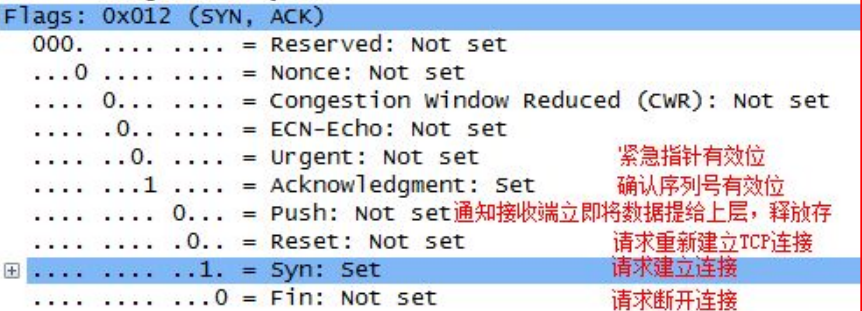 Flags: 0x012 (SYN, ACK)
000. .... .... = Reserved: Not set
...0 .... .... = Nonce: Not set
.... 0... .... = Congestion Window Reduced (CWR): Not set
.... .0.. .... = ECN-Echo: Not set
.... ..0. .... = Urgent: Not set 紧急指针有效位
.... ...1 .... = Acknowledgment: Set 确认序列号有效位
.... .... 0... = Push: Not set通知接收端立即将数据提给上层，释放存
.... .... .0.. = Reset: Not set 请求重新建立TCP连接
.... .... ..1. = Syn: Set 请求建立连接
.... .... ...0 = Fin: Not set 请求断开连接